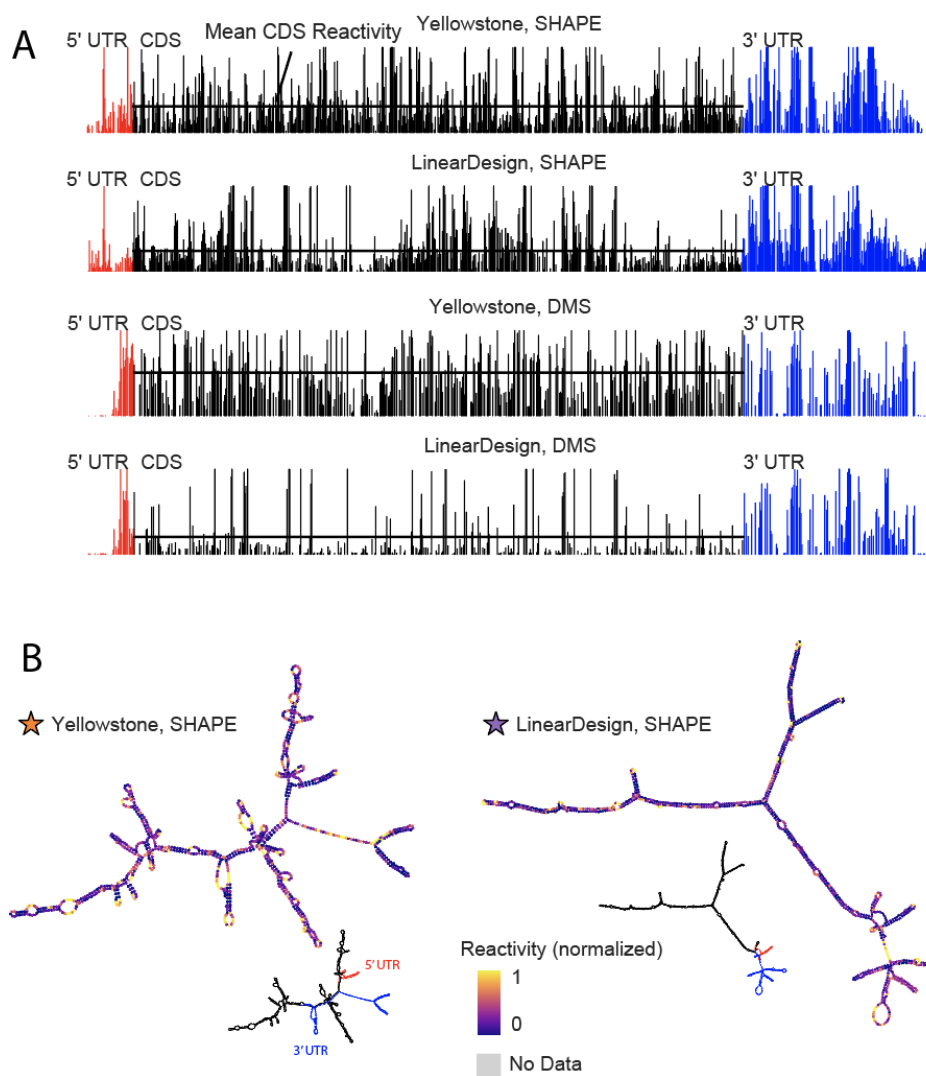 A
Yellowstone, SHAPE
Mean CDS Reactivity
5' UTR CDS
3' UTR
LinearDesign, SHAPE
5' UTR CDS
3' UTR
Yellowstone, DMS
5' UTR CDS
3' UTR
LinearDesign, DMS
5' UTR CDS
3' UTR
B
Yellowstone, SHAPE
LinearDesign, SHAPE
5' UTR
3' UTR
Reactivity (normalized)
1
0
No Data